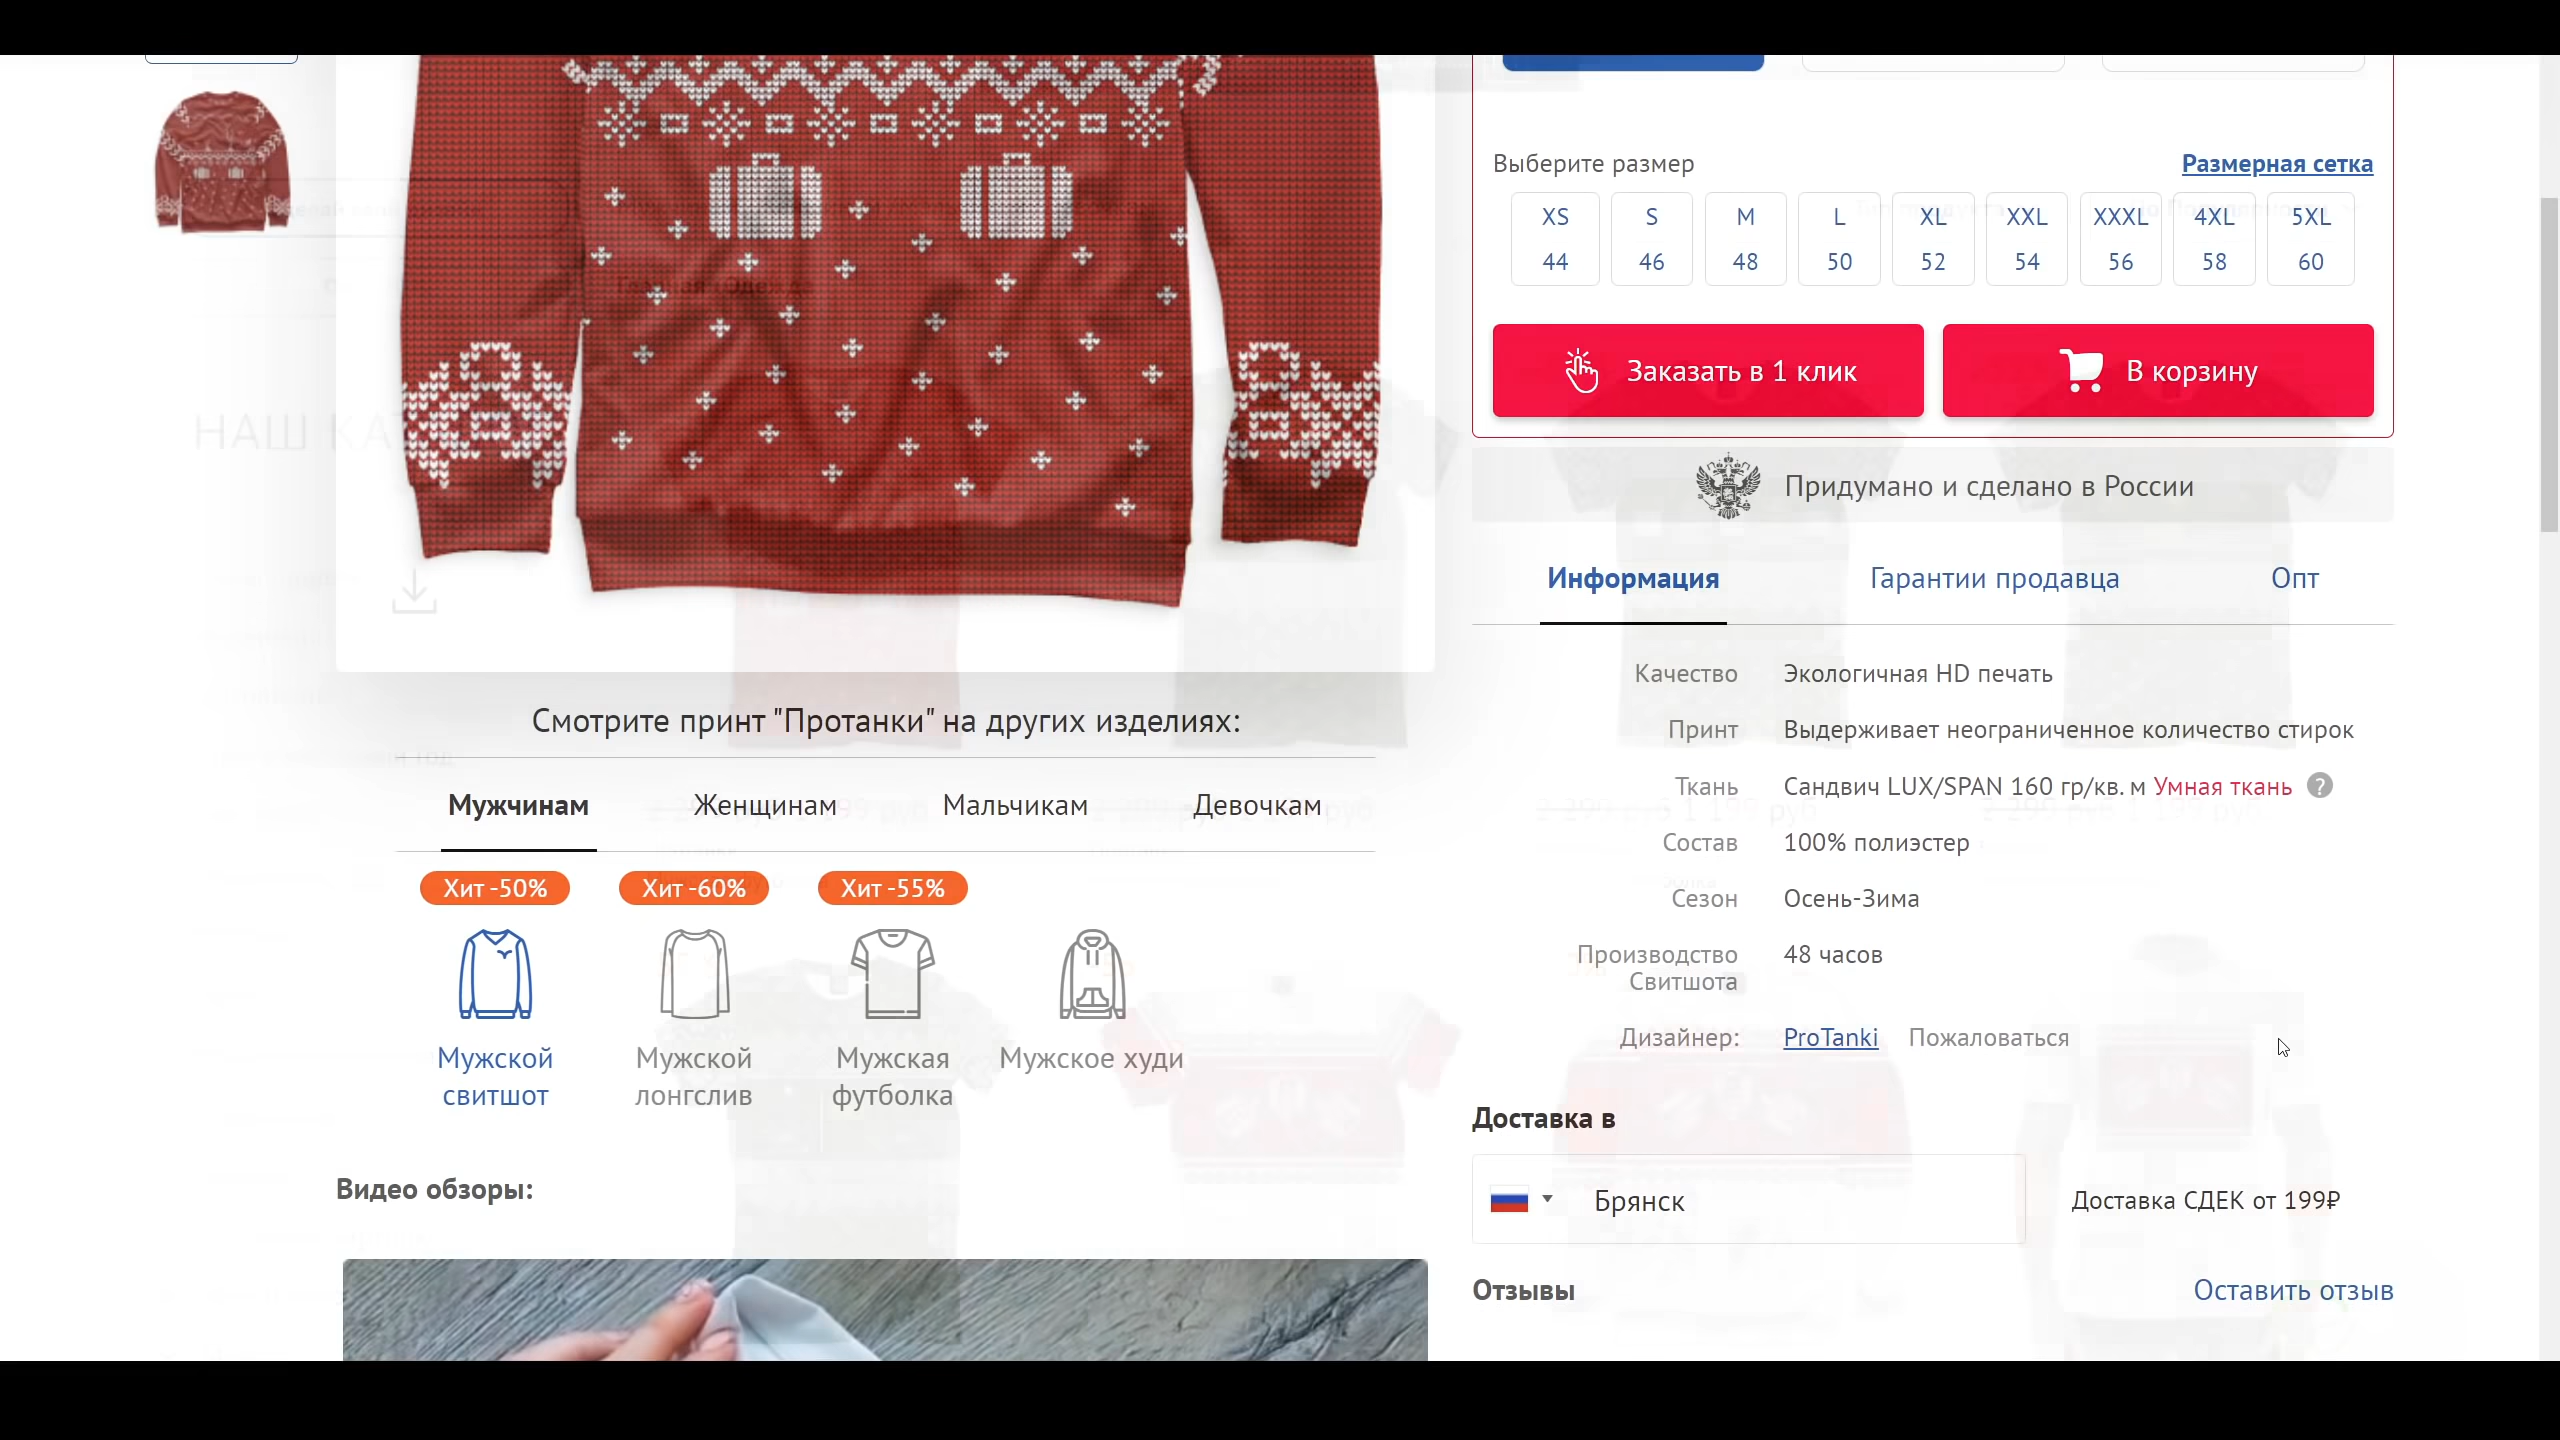 Выберите размер
Размерная сетка
XS S M L XL XXL XXXL 4XL 5XL
44 46 48 50 52 54 56 58 60
Заказать в 1 клик
В корзину
Придумано и сделано в России
Информация Гарантии продавца Опт
Качество Экологичная HD печать
Принт Выдерживает неограниченное количество стирок
Ткань Сандвич LUX/SPAN 160 гр/кв. м Умная ткань ?
Состав 100% полиэстер
Сезон Осень-Зима
Производство 48 часов
Свитшота
Дизайнер: ProTanki Пожаловаться
Доставка в
Брянск
Доставка СДЕК от 199₽
Отзывы
Оставить отзыв
НАШ КА
Смотрите принт "Протанки" на других изделиях:
Мужчинам Женщинам Мальчикам Девочкам
Хит -50% Хит -60% Хит -55%
Мужской
свитшот
Мужской
лонгслив
Мужская
футболка
Мужское худи
Видео обзоры: